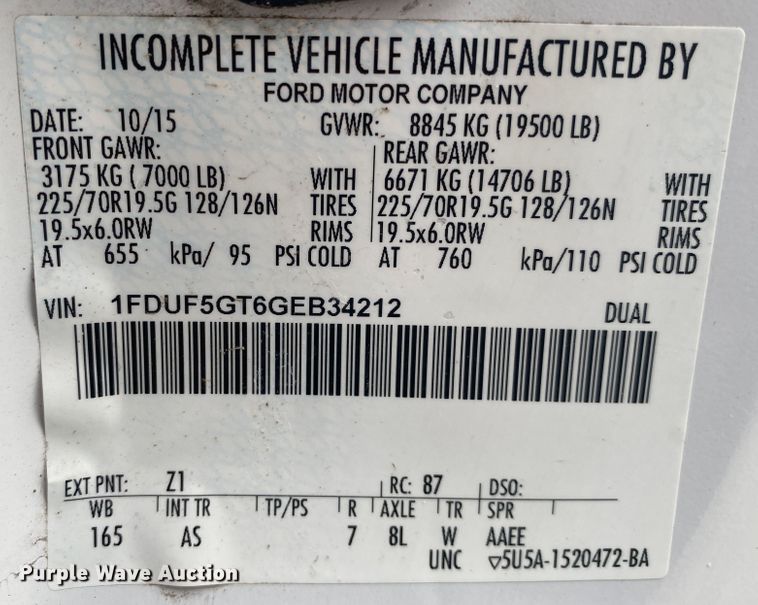 INCOMPLETE VEHICLE MANUFACTURED BY
FORD MOTOR COMPANY
DATE: 10/15 GVWR: 8845 KG (19500 LB)
FRONT GAWR: REAR GAWR:
3175 KG ( 7000 LB) WITH 6671 KG (14706 LB) WITH
225/70R19.5G 128/126N TIRES 225/70R19.5G 128/126N TIRES
19.5x6.0RW RIMS 19.5x6.0RW RIMS
AT 655 kPa/ 95 PSI COLD AT 760 kPa/110 PSI COLD
VIN: 1FDUF5GT6GEB34212 DUAL
EXT PNT: Z1 RC: 87 DSO:
WB INT TR TP/PS R AXLE TR SPR
165 AS 7 8L W AAEE
UNC ▽5U5A-1520472-BA
Purple Wave Auction